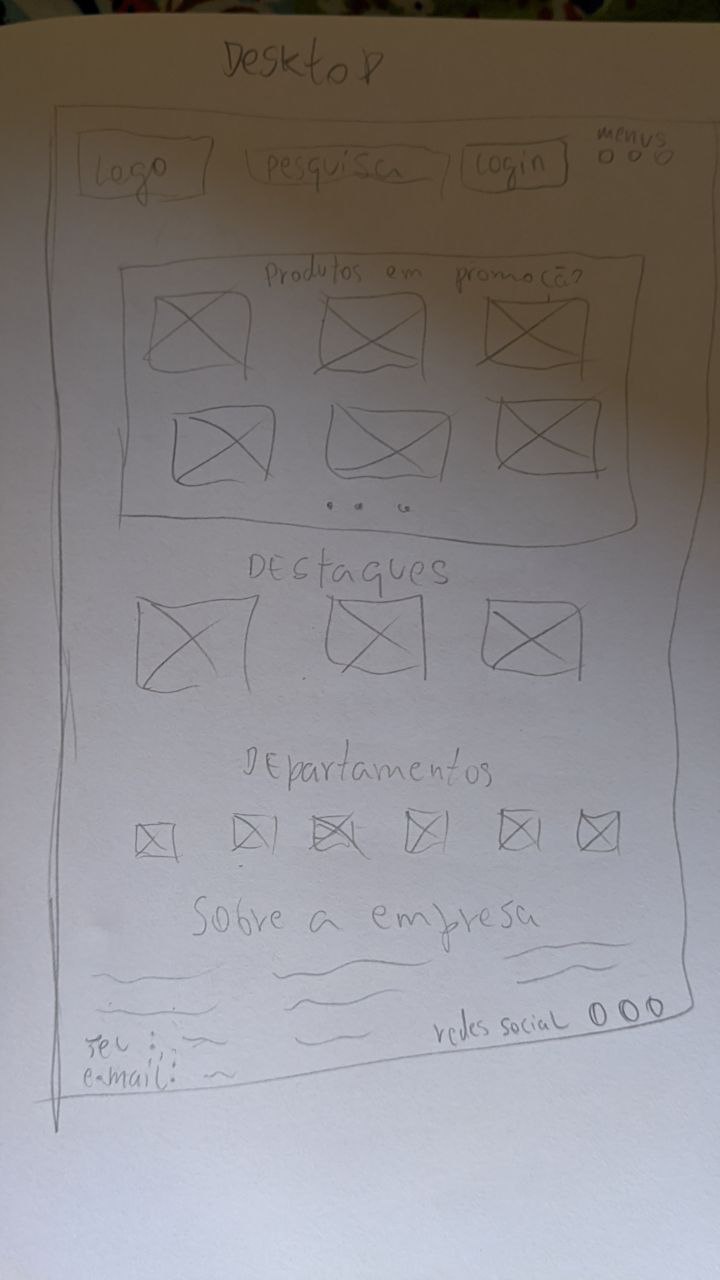 Desktop
Logo pesquisa Login menus
Produtos em promoção
DEstaques
DEpartamentos
Sobre a empresa
redes social
Tel :
e-mail: